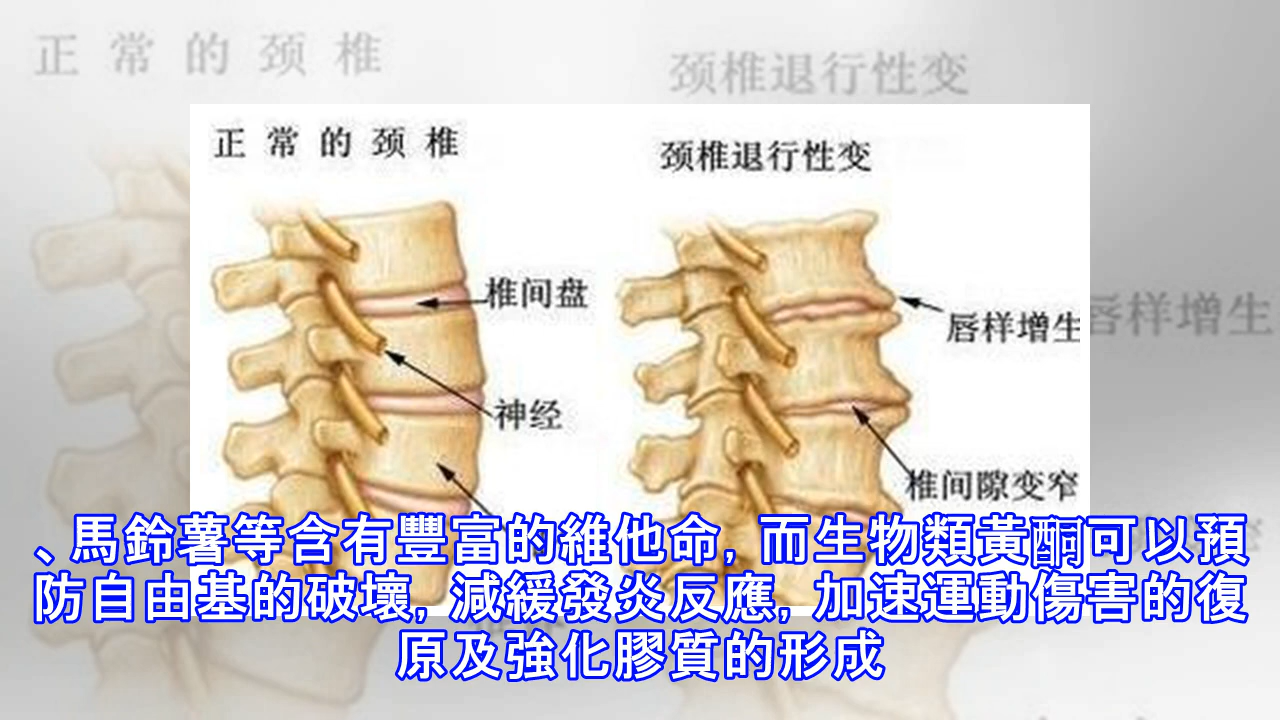 正常的颈椎
颈椎退行性变
正常的颈椎
颈椎退行性变
椎间盘
神经
唇样增生
椎间隙变窄
唇样增生
、馬鈴薯等含有豐富的維他命, 而生物類黃酮可以預
防自由基的破壞, 減緩發炎反應, 加速運動傷害的復
原及強化膠質的形成